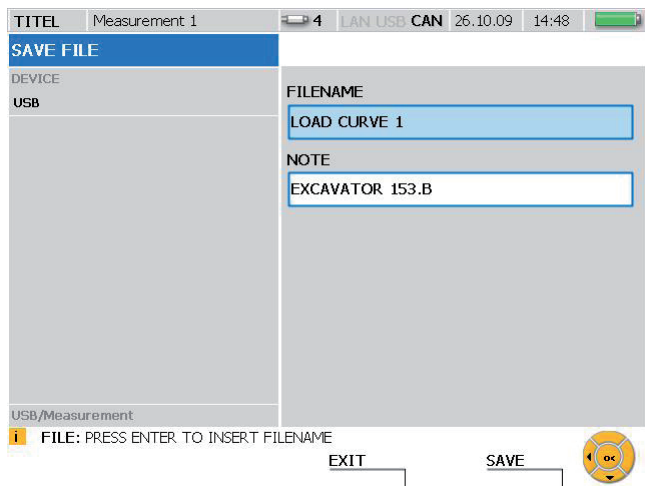 TITEL Measurement 1 4 LAN USB CAN 26.10.09 14:48
SAVE FILE
DEVICE
USB
FILENAME
LOAD CURVE 1
NOTE
EXCAVATOR 153.B
USB/Measurement
i FILE: PRESS ENTER TO INSERT FILENAME
EXIT SAVE
OK